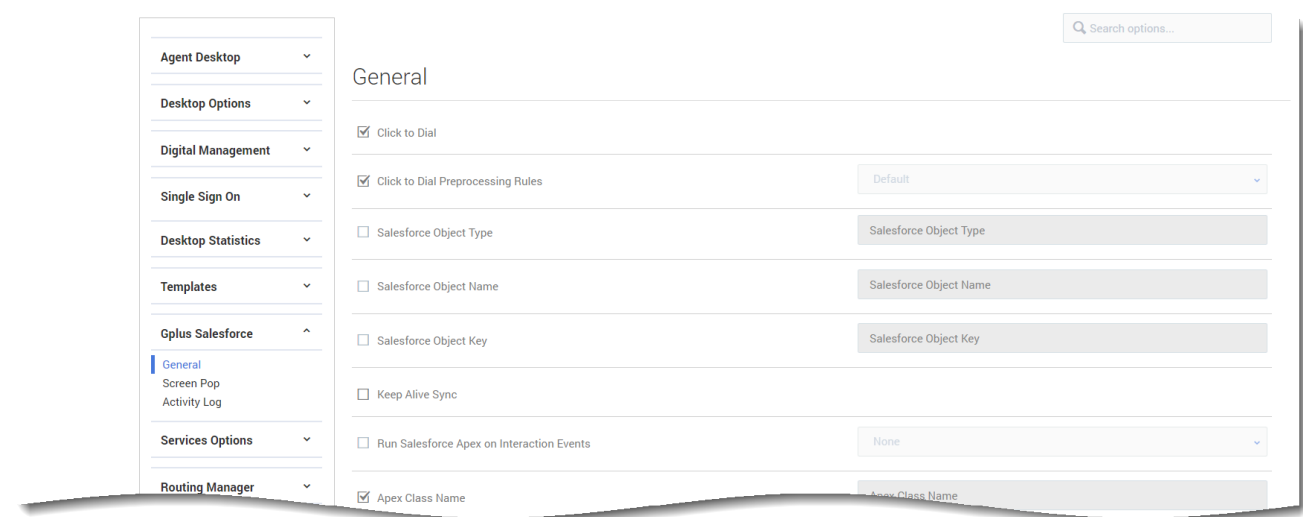 Search options...
Agent Desktop
Desktop Options
Digital Management
Single Sign On
Desktop Statistics
Templates
Gplus Salesforce
General
Screen Pop
Activity Log
Services Options
Routing Manager
General
Click to Dial
Click to Dial Preprocessing Rules
Default
Salesforce Object Type
Salesforce Object Type
Salesforce Object Name
Salesforce Object Name
Salesforce Object Key
Salesforce Object Key
Keep Alive Sync
Run Salesforce Apex on Interaction Events
None
Apex Class Name
Apex Class Name